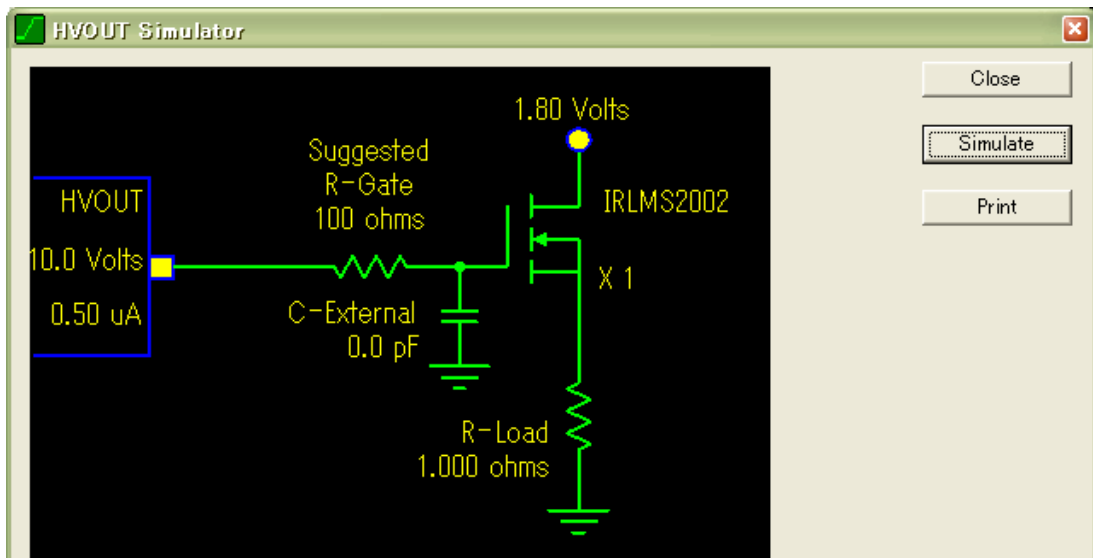 HVOUT Simulator
Close
Simulate
Print
1.80 Volts
Suggested
R-Gate
100 ohms
HVOUT
10.0 Volts
0.50 uA
IRLMS2002
X 1
C-External
0.0 pF
R-Load
1.000 ohms